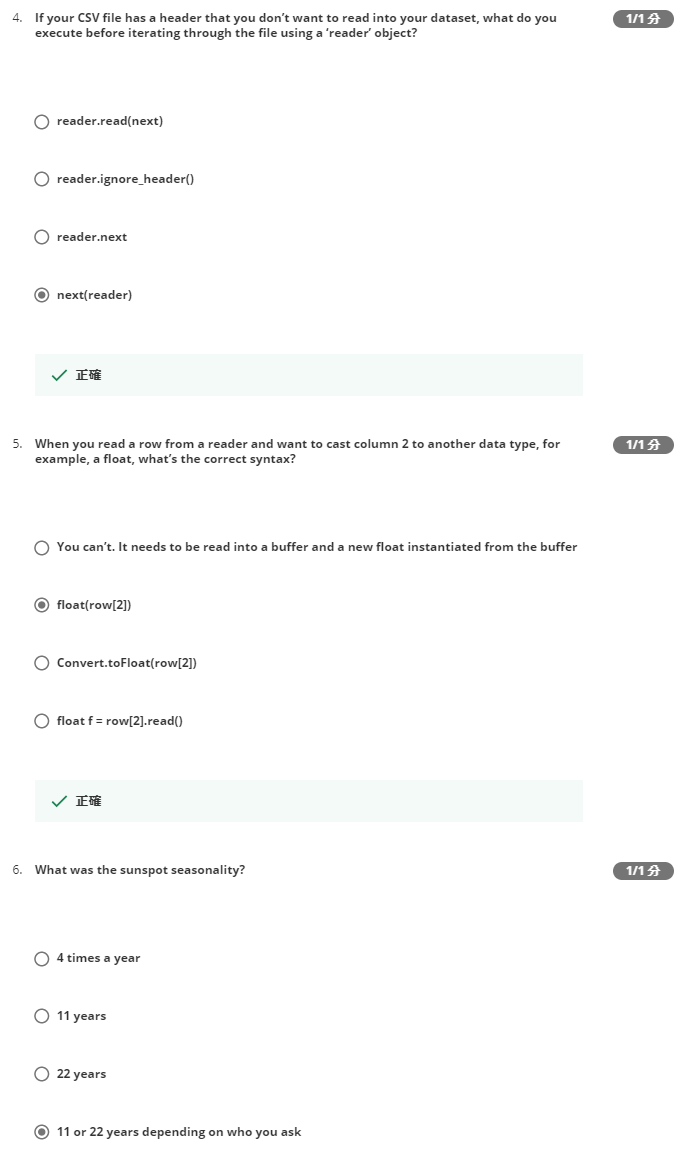 4. If your CSV file has a header that you don’t want to read into your dataset, what do you
execute before iterating through the file using a ‘reader’ object?
1/1 分
reader.read(next)
reader.ignore_header()
reader.next
next(reader)
正確
5. When you read a row from a reader and want to cast column 2 to another data type, for
example, a float, what’s the correct syntax?
1/1 分
You can’t. It needs to be read into a buffer and a new float instantiated from the buffer
float(row[2])
Convert.toFloat(row[2])
float f = row[2].read()
正確
6. What was the sunspot seasonality?
1/1 分
4 times a year
11 years
22 years
11 or 22 years depending on who you ask